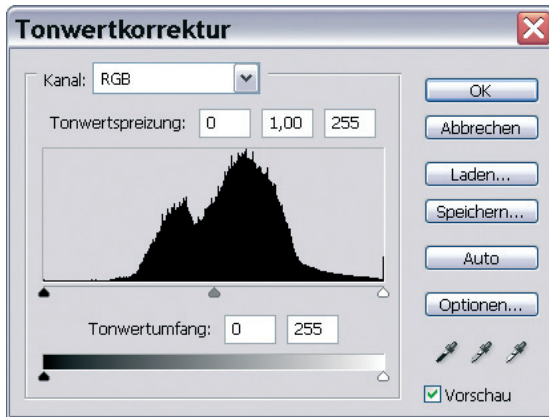 Tonwertkorrektur
Kanal: RGB
Tonwertspreizung: 0 1,00 255
Tonwertumfang: 0 255
OK
Abbrechen
Laden...
Speichern...
Auto
Optionen...
Vorschau